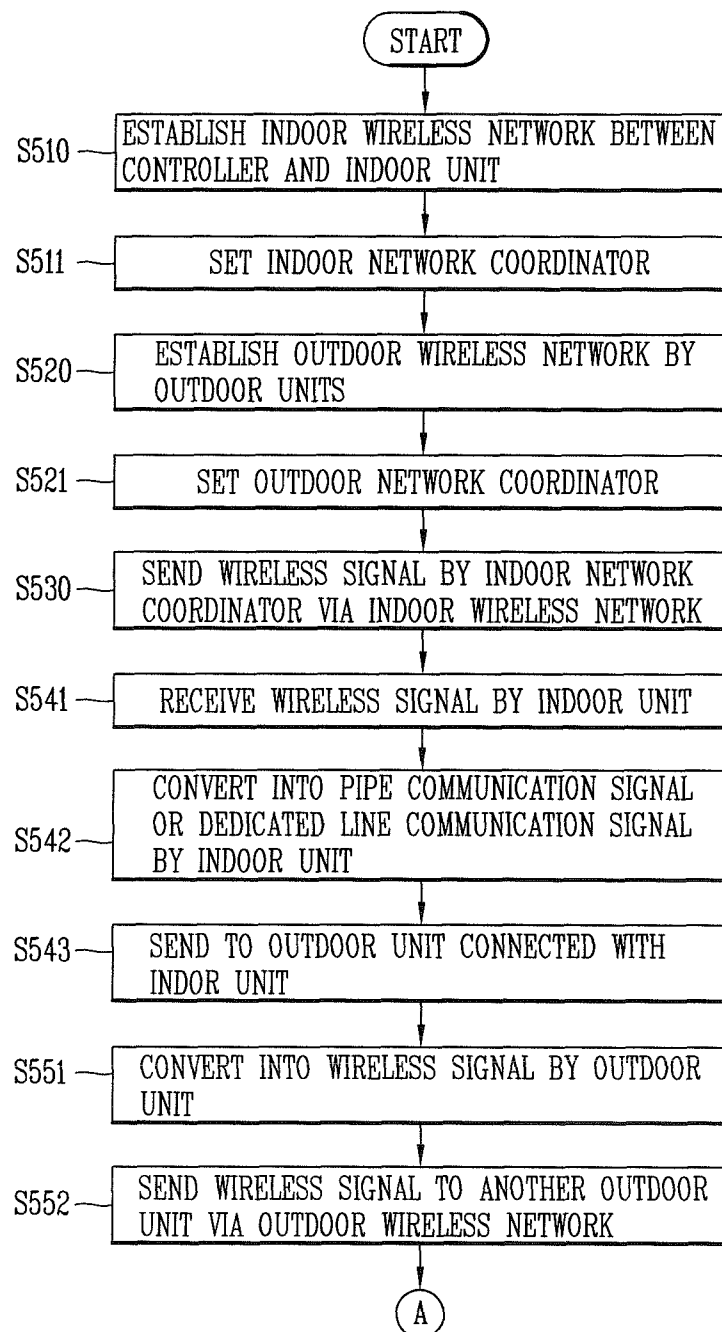 START
S510
ESTABLISH INDOOR WIRELESS NETWORK BETWEEN
CONTROLLER AND INDOOR UNIT
S511
SET INDOOR NETWORK COORDINATOR
S520
ESTABLISH OUTDOOR WIRELESS NETWORK BY
OUTDOOR UNITS
S521
SET OUTDOOR NETWORK COORDINATOR
S530
SEND WIRELESS SIGNAL BY INDOOR NETWORK
COORDINATOR VIA INDOOR WIRELESS NETWORK
S541
RECEIVE WIRELESS SIGNAL BY INDOOR UNIT
S542
CONVERT INTO PIPE COMMUNICATION SIGNAL
OR DEDICATED LINE COMMUNICATION SIGNAL
BY INDOOR UNIT
S543
SEND TO OUTDOOR UNIT CONNECTED WITH
INDOR UNIT
S551
CONVERT INTO WIRELESS SIGNAL BY OUTDOOR
UNIT
S552
SEND WIRELESS SIGNAL TO ANOTHER OUTDOOR
UNIT VIA OUTDOOR WIRELESS NETWORK
A